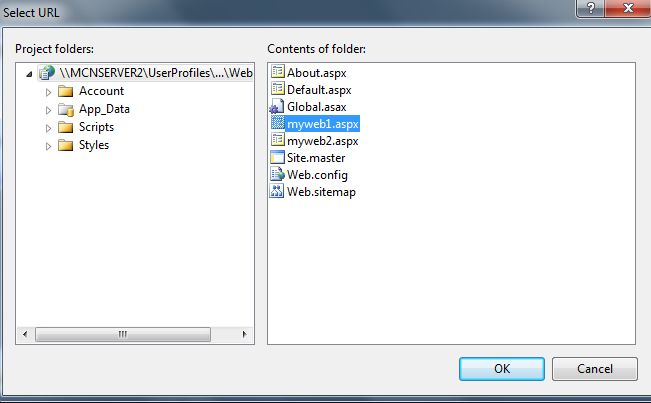 Select URL
Project folders:
\\MCNSERVER2\UserProfiles\...\Web
Account
App_Data
Scripts
Styles
Contents of folder:
About.aspx
Default.aspx
Global.asax
myweb1.aspx
myweb2.aspx
Site.master
Web.config
Web.sitemap
OK
Cancel